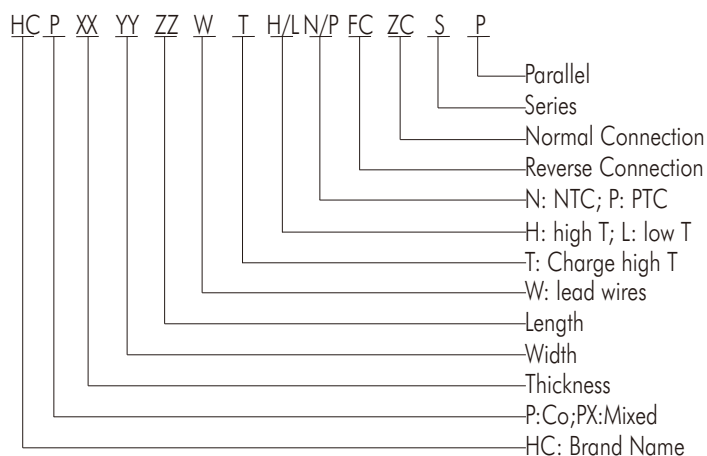 HC P XX YY ZZ W T H/L N/P FC ZC S P
Parallel
Series
Normal Connection
Reverse Connection
N: NTC; P: PTC
H: high T; L: low T
T: Charge high T
W: lead wires
Length
Width
Thickness
P:Co;PX:Mixed
HC: Brand Name